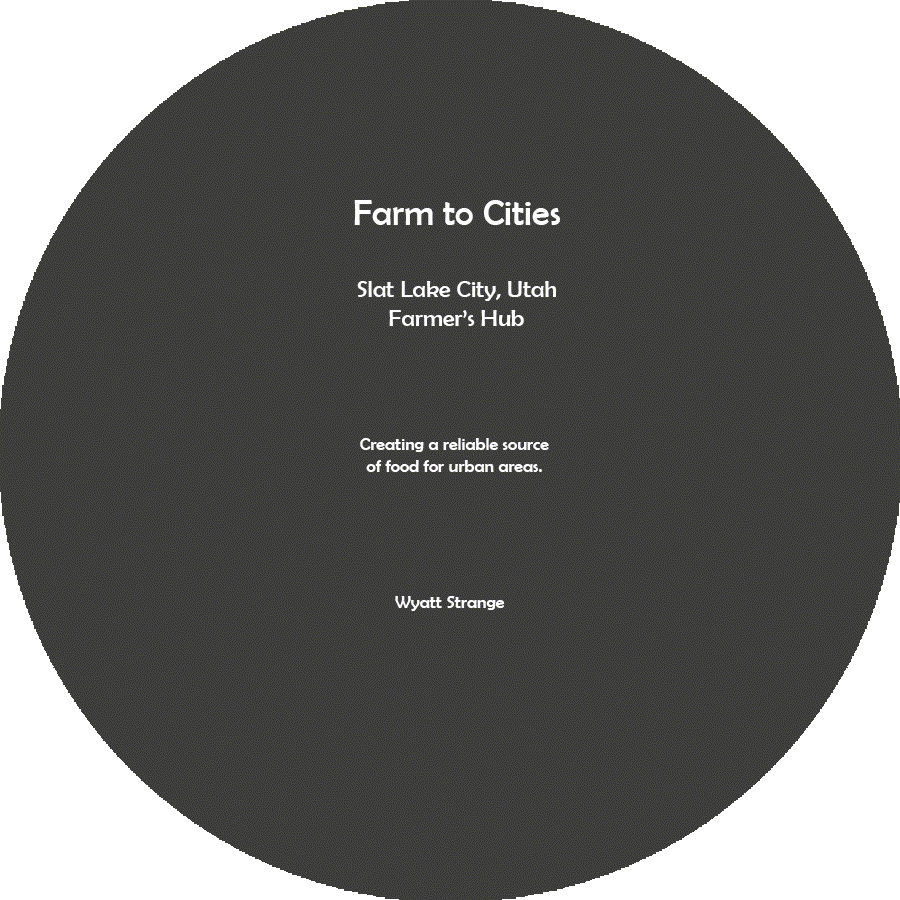 Farm to Cities
Slat Lake City, Utah
Farmer's Hub
Creating a reliable source
of food for urban areas.
Wyatt Strange